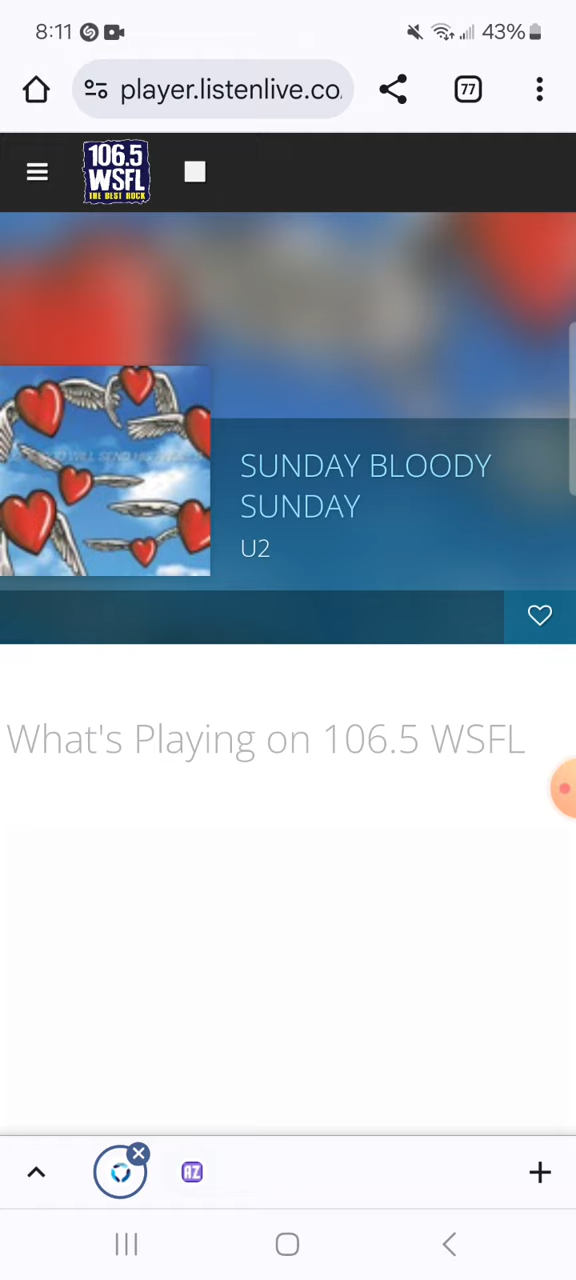 8:11 43%
player.listenlive.co
77
106.5
WSFL
THE BEST ROCK
SUNDAY BLOODY
SUNDAY
U2
What's Playing on 106.5 WSFL
AZ